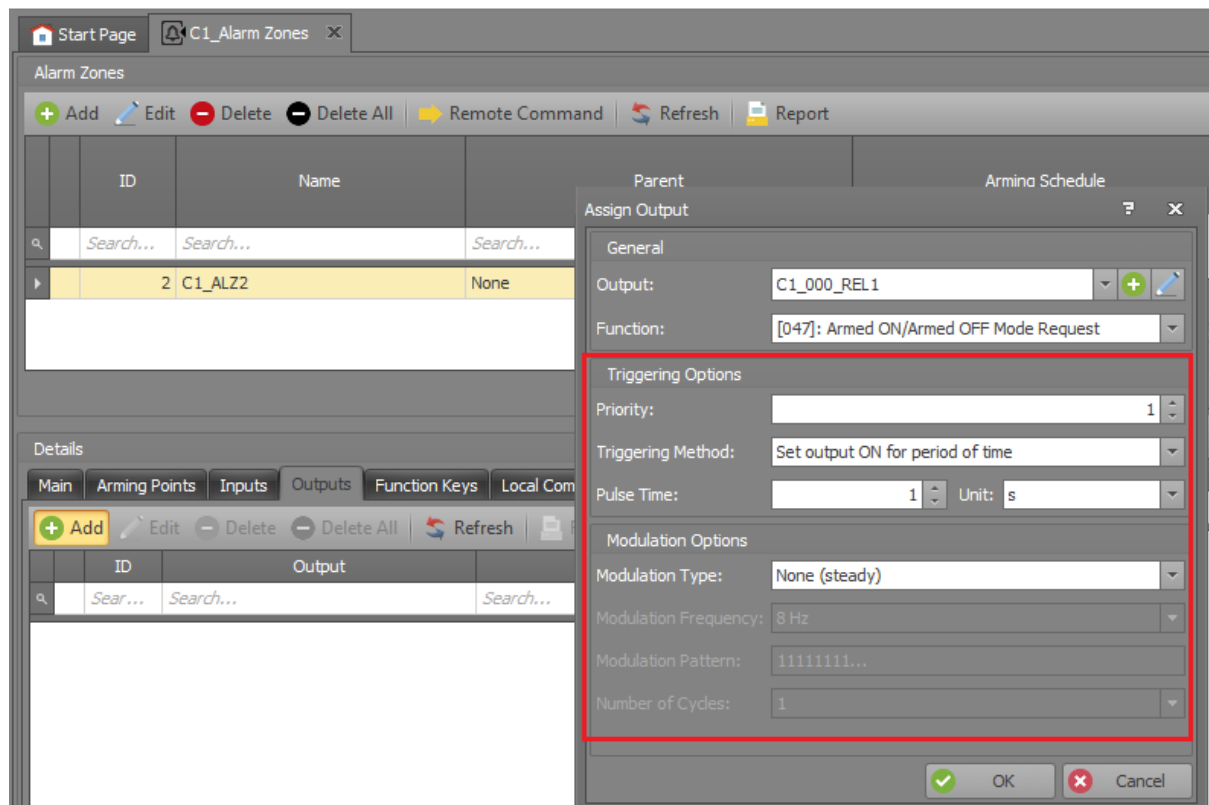 Start Page C1_Alarm Zones
Alarm Zones
Add Edit Delete Delete All Remote Command Refresh Report
ID Name Parent Arming Schedule
Search... Search... Search...
2 C1_ALZ2 None
Assign Output
General
Output: C1_000_REL1
Function: [047]: Armed ON/Armed OFF Mode Request
Triggering Options
Priority: 1
Triggering Method: Set output ON for period of time
Pulse Time: 1 Unit: s
Modulation Options
Modulation Type: None (steady)
Modulation Frequency: 8 Hz
Modulation Pattern: 11111111...
Number of Cycles: 1
OK Cancel
Details
Main Arming Points Inputs Outputs Function Keys Local Com
Add Edit Delete Delete All Refresh
ID Output
Sear... Search... Search...